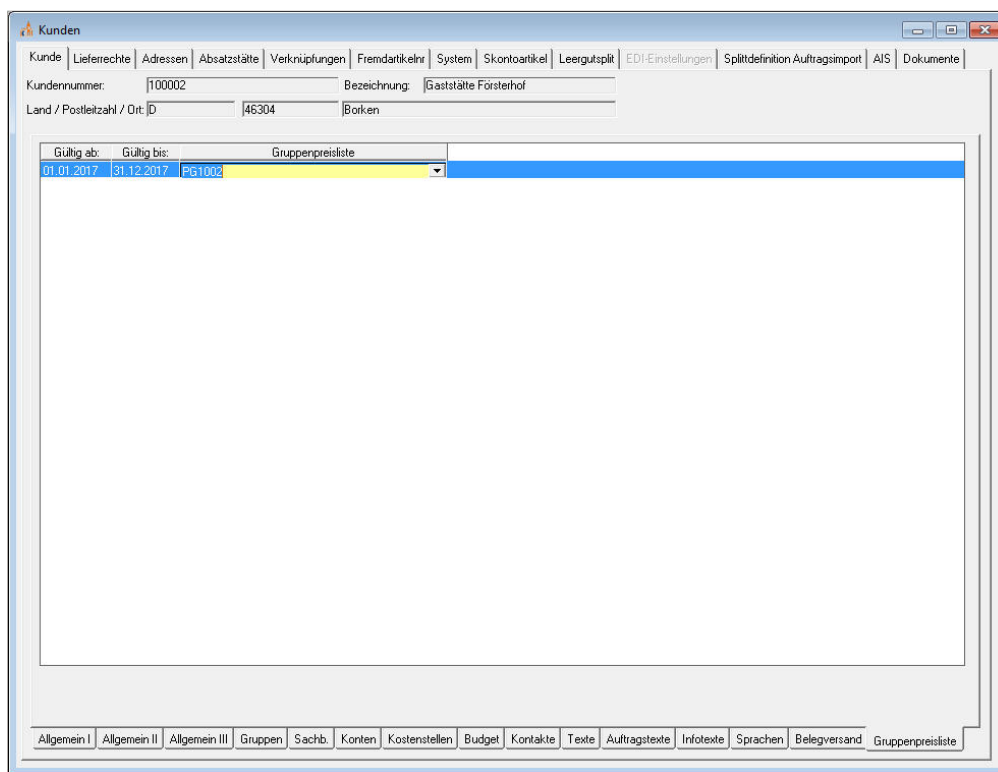 Kunden
Kunde Lieferrechte Adressen Absatzstätte Verknüpfungen Fremdartikelnr System Skontoartikel Leergutsplit EDI-Einstellungen Splittdefinition Auftragsimport AIS Dokumente
Kundennummer: 100002 Bezeichnung: Gaststätte Försterhof
Land / Postleitzahl / Ort: D 46304 Borken
Gültig ab: Gültig bis: Gruppenpreisliste
01.01.2017 31.12.2017 PG1002
Allgemein I Allgemein II Allgemein III Gruppen Sachb. Konten Kostenstellen Budget Kontakte Texte Auftragstexte Infotexte Sprachen Belegversand Gruppenpreisliste